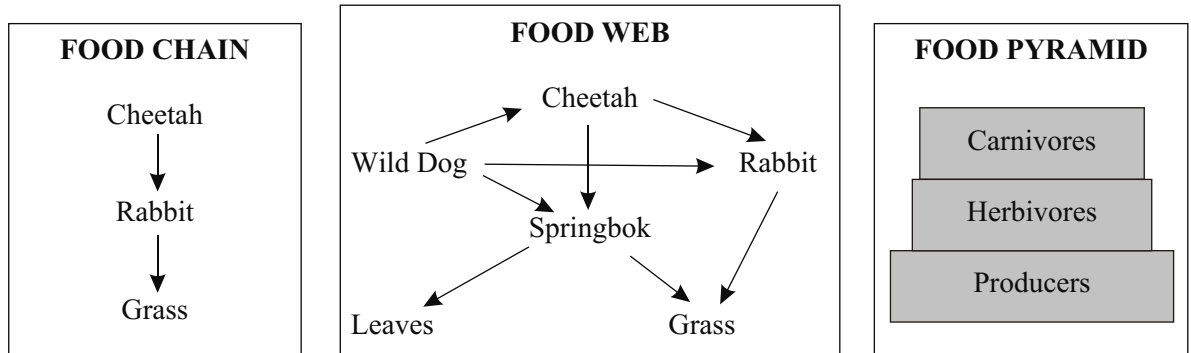 FOOD CHAIN
Cheetah
Rabbit
Grass
FOOD WEB
Cheetah
Wild Dog
Rabbit
Springbok
Leaves
Grass
FOOD PYRAMID
Carnivores
Herbivores
Producers